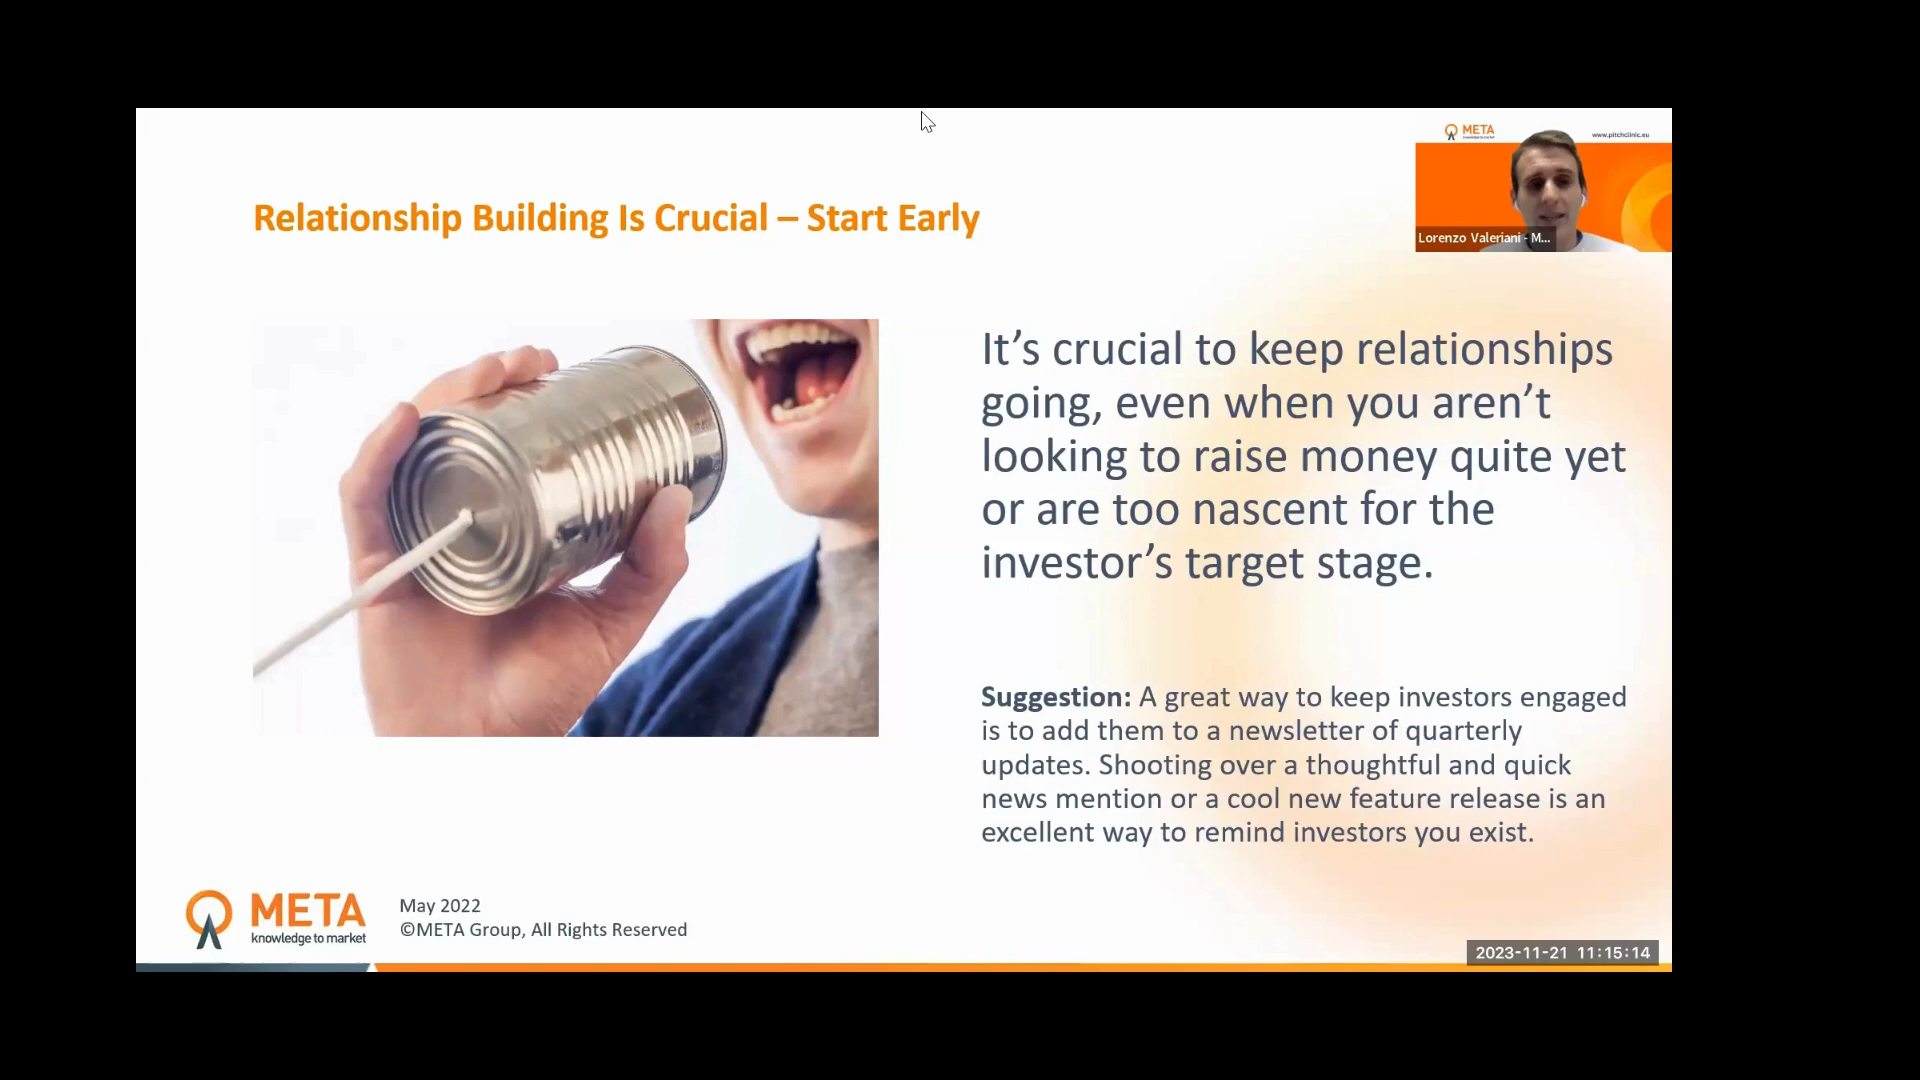 META
www.pitchclinic.eu
Lorenzo Valeriani - M...
Relationship Building Is Crucial – Start Early
It’s crucial to keep relationships
going, even when you aren’t
looking to raise money quite yet
or are too nascent for the
investor’s target stage.
Suggestion: A great way to keep investors engaged
is to add them to a newsletter of quarterly
updates. Shooting over a thoughtful and quick
news mention or a cool new feature release is an
excellent way to remind investors you exist.
META
knowledge to market
May 2022
©META Group, All Rights Reserved
2023-11-21 11:15:14